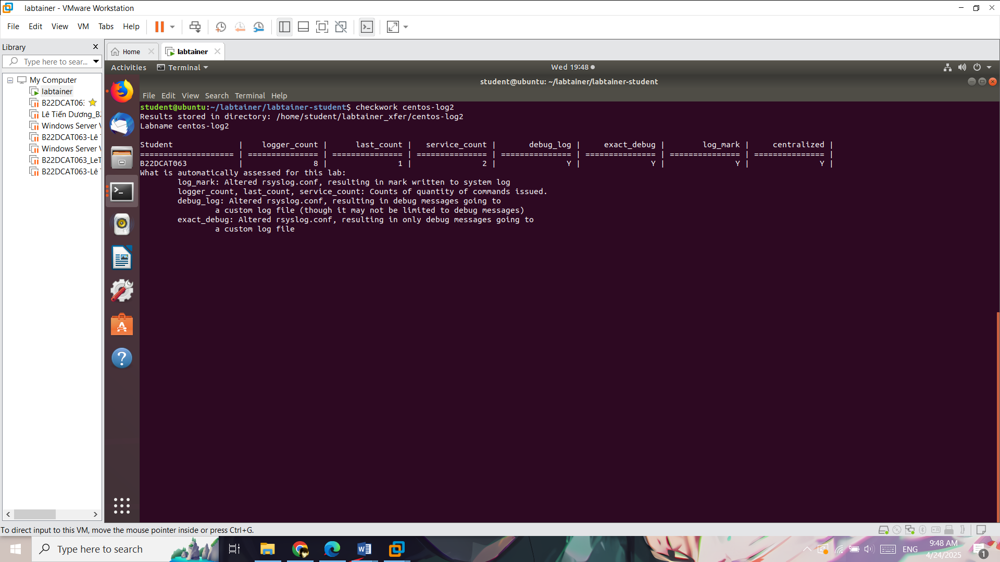 labtainer - VMware Workstation
File Edit View VM Tabs Help
Library
Type here to sear...
My Computer
labtainer
B22DCAT063
Lê Tiến Dương_B2
Windows Server V
B22DCAT063-Lê T
Windows Server V
B22DCAT063_LeT
B22DCAT063-Lê T
Home
labtainer
Activities Terminal Wed 19:48
student@ubuntu: ~/labtainer/labtainer-student
File Edit View Search Terminal Help
student@ubuntu:~/labtainer/labtainer-student$ checkwork centos-log2
Results stored in directory: /home/student/labtainer_xfer/centos-log2
Labname centos-log2
Student | logger_count | last_count | service_count | debug_log | exact_debug | log_mark | centralized |
==================== | =============== | =============== | =============== | =============== | =============== | =============== | =============== |
B22DCAT063 | 8 | 1 | 2 | Y | Y | Y | Y |
What is automatically assessed for this lab:
log_mark: Altered rsyslog.conf, resulting in mark written to system log
logger_count, last_count, service_count: Counts of quantity of commands issued.
debug_log: Altered rsyslog.conf, resulting in debug messages going to
a custom log file (though it may not be limited to debug messages)
exact_debug: Altered rsyslog.conf, resulting in only debug messages going to
a custom log file
To direct input to this VM, move the mouse pointer inside or press Ctrl+G.
Type here to search
ENG
9:48 AM
4/24/2025
1